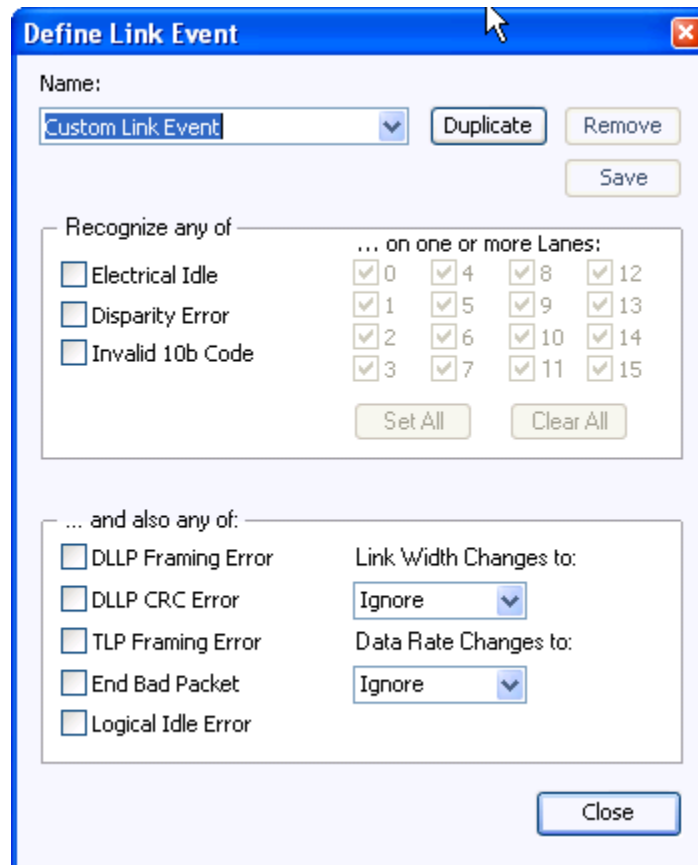 Define Link Event
Name:
Custom Link Event
Duplicate
Remove
Save
Recognize any of
... on one or more Lanes:
Electrical Idle
Disparity Error
Invalid 10b Code
0 4 8 12
1 5 9 13
2 6 10 14
3 7 11 15
Set All
Clear All
... and also any of:
DLLP Framing Error
DLLP CRC Error
TLP Framing Error
End Bad Packet
Logical Idle Error
Link Width Changes to:
Ignore
Data Rate Changes to:
Ignore
Close